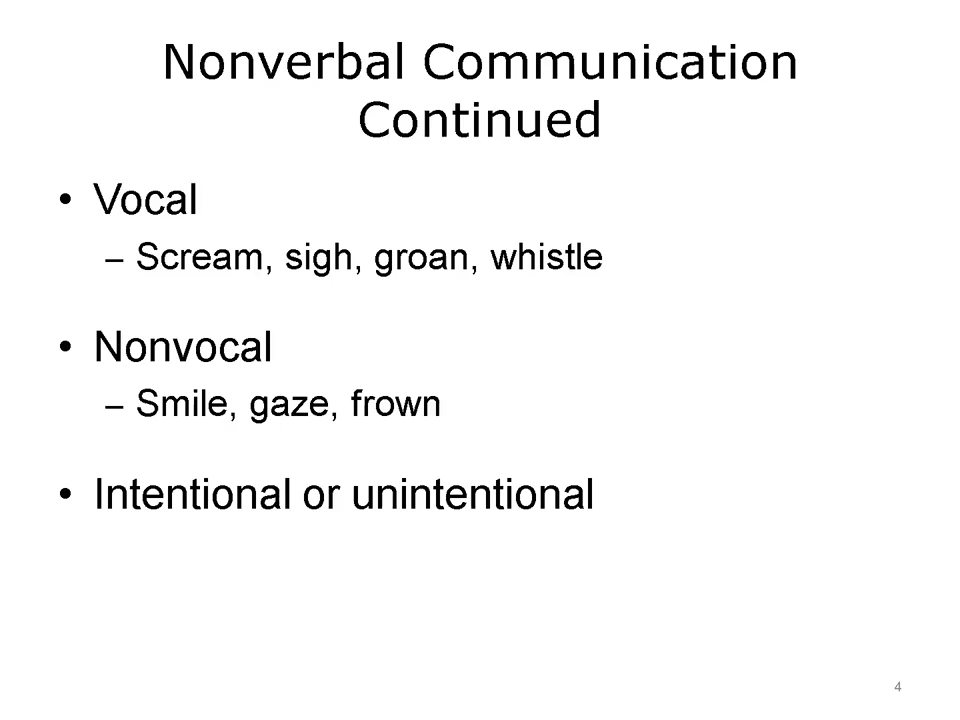 Nonverbal Communication
Continued
• Vocal
– Scream, sigh, groan, whistle
• Nonvocal
– Smile, gaze, frown
• Intentional or unintentional
4